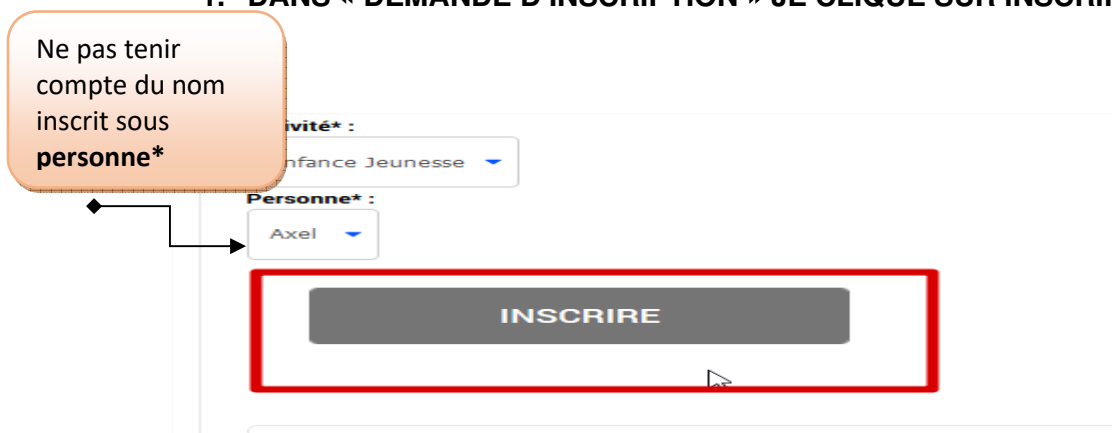 1. DANS « DEMANDE D'INSCRIPTION » JE CLIQUE SUR
Ne pas tenir
compte du nom
inscrit sous
personne*
ivité* :
nfance Jeunesse
Personne* :
Axel
INSCRIRE